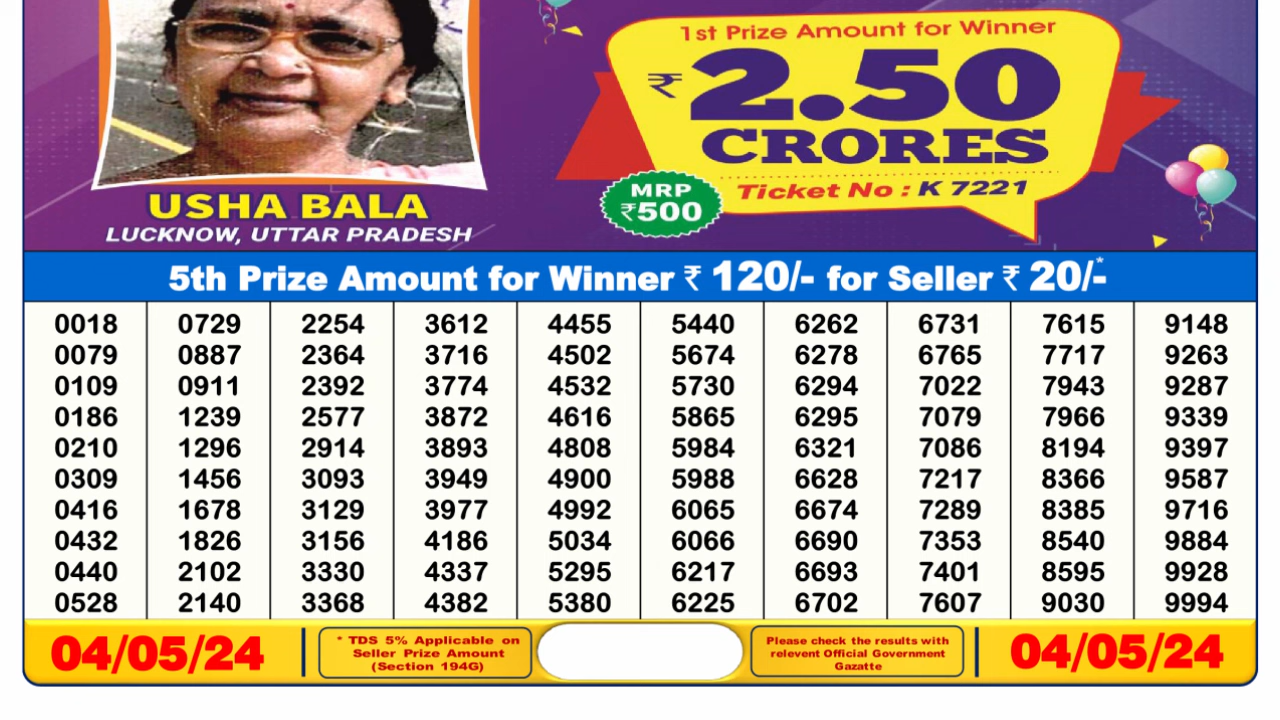 1st Prize Amount for Winner
₹2.50
CRORES
MRP
₹500
Ticket No : K 7221
USHA BALA
LUCKNOW, UTTAR PRADESH
5th Prize Amount for Winner ₹ 120/- for Seller ₹ 20/-*
0018 0729 2254 3612 4455 5440 6262 6731 7615 9148
0079 0887 2364 3716 4502 5674 6278 6765 7717 9263
0109 0911 2392 3774 4532 5730 6294 7022 7943 9287
0186 1239 2577 3872 4616 5865 6295 7079 7966 9339
0210 1296 2914 3893 4808 5984 6321 7086 8194 9397
0309 1456 3093 3949 4900 5988 6628 7217 8366 9587
0416 1678 3129 3977 4992 6065 6674 7289 8385 9716
0432 1826 3156 4186 5034 6066 6690 7353 8540 9884
0440 2102 3330 4337 5295 6217 6693 7401 8595 9928
0528 2140 3368 4382 5380 6225 6702 7607 9030 9994
04/05/24
* TDS 5% Applicable on
Seller Prize Amount
(Section 194G)
Please check the results with
relevent Official Government
Gazatte
04/05/24